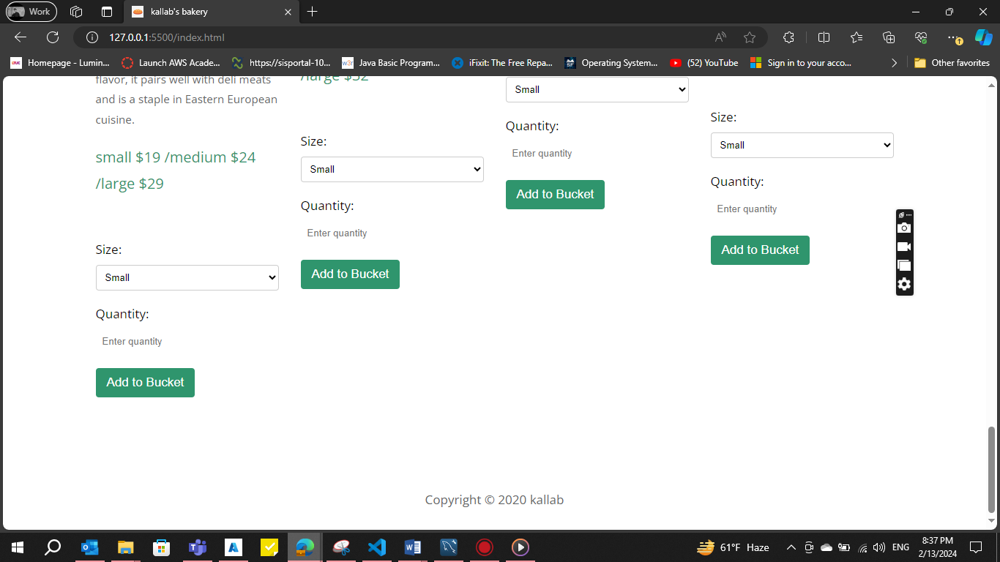 Work
kallab's bakery
127.0.0.1:5500/index.html
Homepage - Lumin...
Launch AWS Acade...
https://sisportal-10...
Java Basic Program...
iFixit: The Free Repa...
Operating System...
(52) YouTube
Sign in to your acco...
Other favorites
flavor, it pairs well with deli meats
and is a staple in Eastern European
cuisine.
small $19 /medium $24
/large $29
Size:
Small
Quantity:
Enter quantity
Add to Bucket
/large $32
Size:
Small
Quantity:
Enter quantity
Add to Bucket
Small
Quantity:
Enter quantity
Add to Bucket
Size:
Small
Quantity:
Enter quantity
Add to Bucket
Copyright © 2020 kallab
61°F Haze
ENG
8:37 PM
2/13/2024